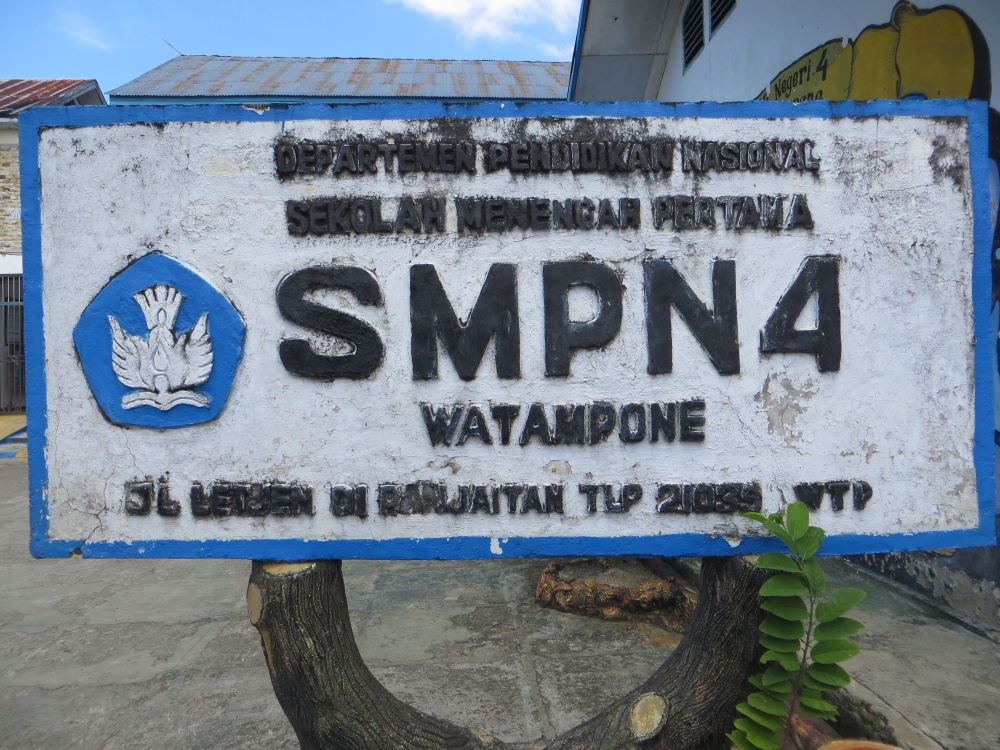 Negeri.4
DEPARTEMEN PENDIDIKAN NASIONAL
SEKOLAH MENENGAH PERTAMA
SMPN4
WATAMPONE
JL LETJEN DI PANJAITAN TLP 21039 WTP